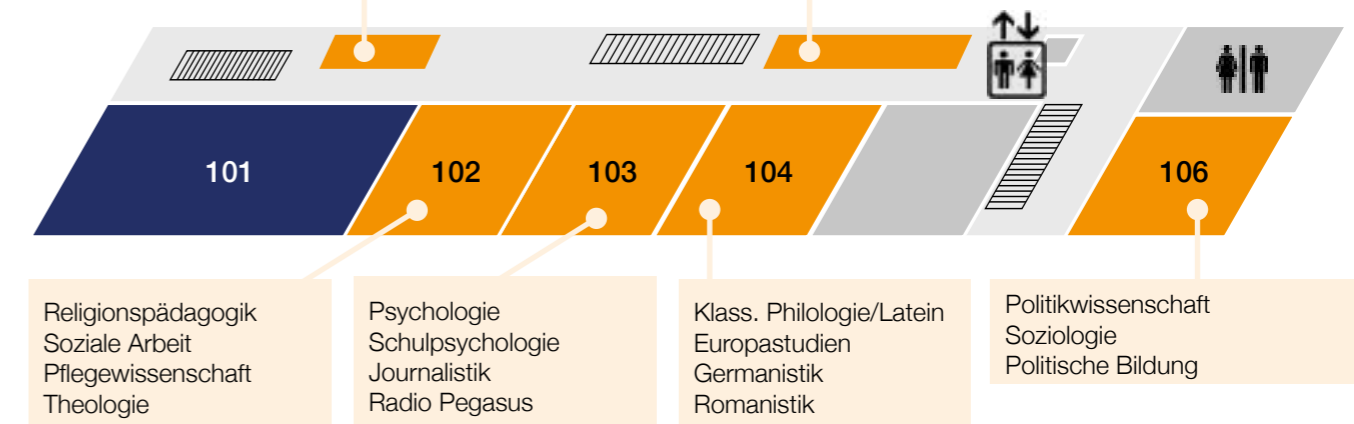 101
102
103
104
106
Religionspädagogik
Soziale Arbeit
Pflegewissenschaft
Theologie
Psychologie
Schulpsychologie
Journalistik
Radio Pegasus
Klass. Philologie/Latein
Europastudien
Germanistik
Romanistik
Politikwissenschaft
Soziologie
Politische Bildung